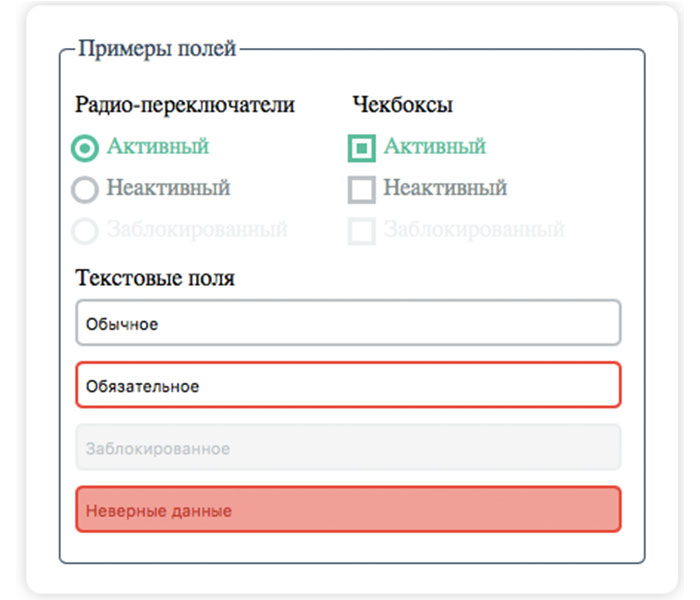 Примеры полей
Радио-переключатели
Чекбоксы
Активный
Активный
Неактивный
Неактивный
Заблокированный
Заблокированный
Текстовые поля
Обычное
Обязательное
Заблокированное
Неверные данные